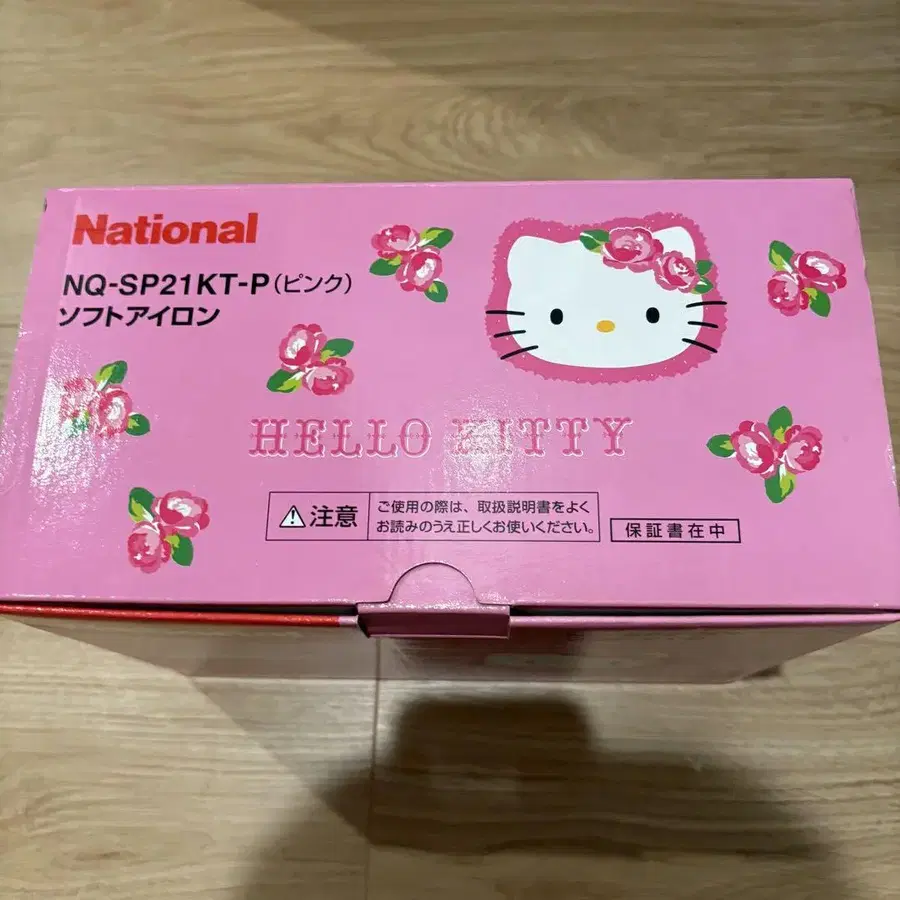 National
NQ-SP21KT-P(ピンク)
ソフトアイロン
HELLO KITTY
注意
ご使用の際は、取扱説明書をよく
お読みのうえ正しくお使いください。
保証書在中